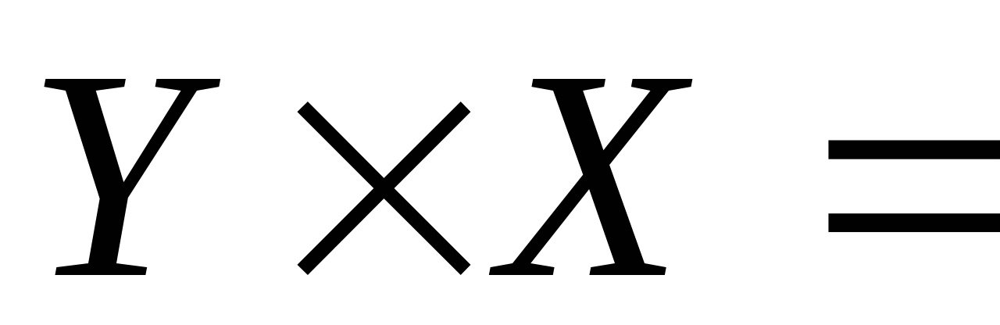 Y × X =